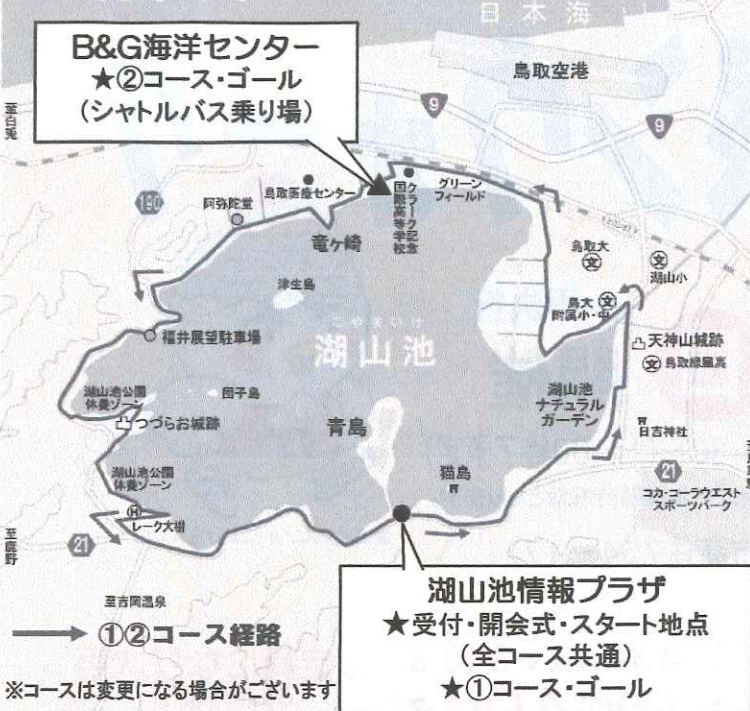 日本海
B&G海洋センター
★②コース・ゴール
(シャトルバス乗り場)
鳥取空港
9
9
至白兎
190
阿弥陀堂
鳥取医療センター
クラーク記念
国際高等学校
グリーン
フィールド
竜ヶ崎
鳥取大
文
文
湖山小
津生島
鳥大
附属小・中
文
こやまいけ
湖山池
福井展望駐車場
天神山城跡
文
鳥取緑風高
湖山池公園
休養ゾーン
団子島
つづらお城跡
青島
湖山池
ナチュラル
ガーデン
日吉神社
湖山池公園
休養ゾーン
猫島
21
コカ・コーラウエスト
スポーツパーク
H
レーク大樹
至鹿野
21
至吉岡温泉
①②コース経路
湖山池情報プラザ
★受付・開会式・スタート地点
(全コース共通)
★①コース・ゴール
※コースは変更になる場合がございます